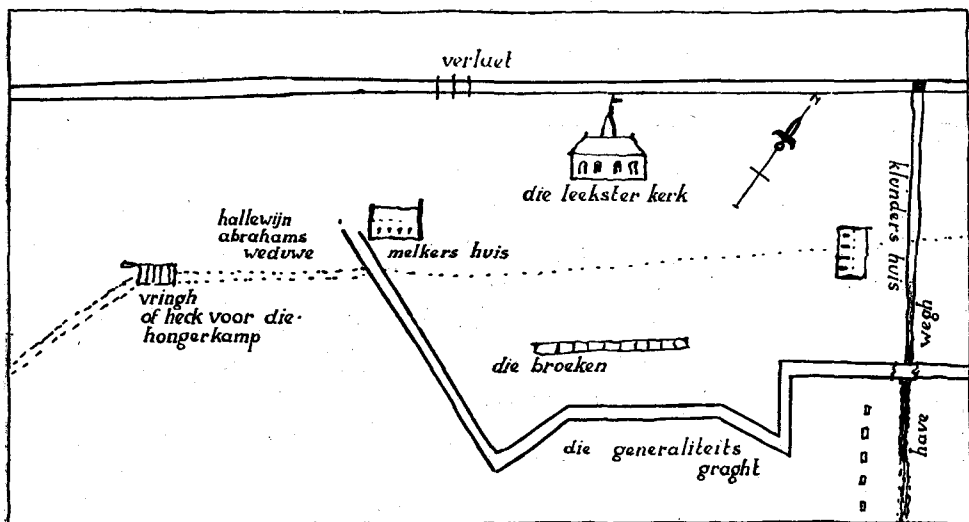 verlaet
N
die leekster kerk
klunders huis
hallewijn
abrahams
weduwe
melkers huis
vringh
of heck voor die-
hongerkamp
wegh
die broeken
have
die generaliteits
graght